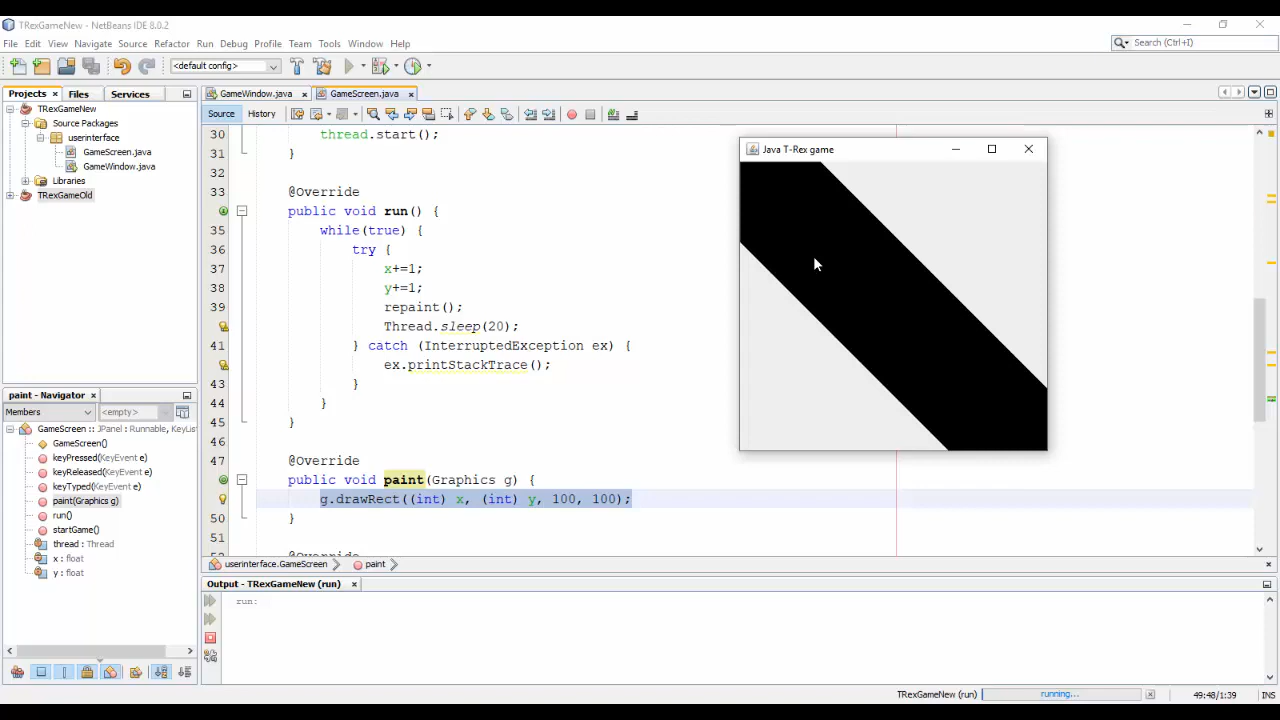 TRexGameNew - NetBeans IDE 8.0.2
File Edit View Navigate Source Refactor Run Debug Profile Team Tools Window Help
Search (Ctrl+I)
<default config>
Projects Files Services
GameWindow.java GameScreen.java
TRexGameNew
Source Packages
userinterface
GameScreen.java
GameWindow.java
Libraries
TRexGameOld
Source History
30 thread.start();
31 }
32
33 @Override
public void run() {
35 while(true) {
36 try {
37 x+=1;
38 y+=1;
39 repaint();
Thread.sleep(20);
41 } catch (InterruptedException ex) {
ex.printStackTrace();
43 }
44 }
45 }
46
47 @Override
public void paint(Graphics g) {
g.drawRect((int) x, (int) y, 100, 100);
50 }
51
@Override
Java T-Rex game
paint - Navigator
Members <empty>
GameScreen :: JPanel : Runnable, KeyList
GameScreen()
keyPressed(KeyEvent e)
keyReleased(KeyEvent e)
keyTyped(KeyEvent e)
paint(Graphics g)
run()
startGame()
thread : Thread
x : float
y : float
userinterface.GameScreen paint
Output - TRexGameNew (run)
run:
TRexGameNew (run) running... 49:48/1:39 INS